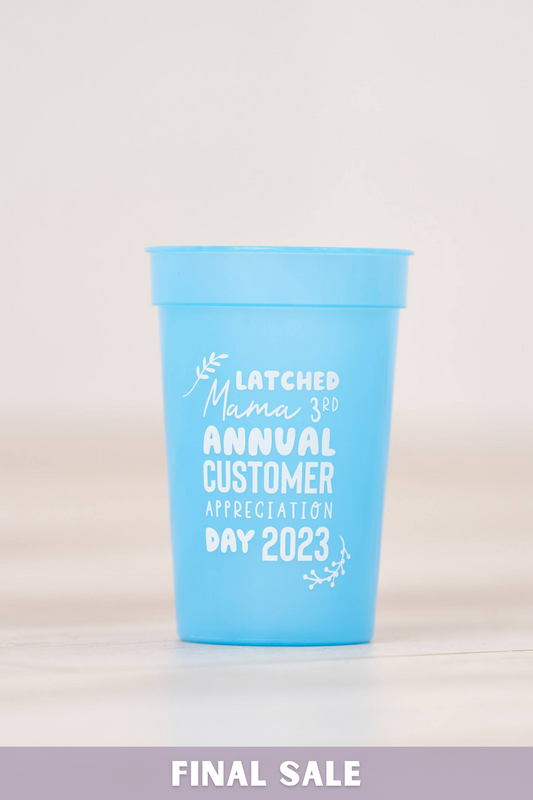 LATCHED
Mama 3RD
ANNUAL
CUSTOMER
APPRECIATION
DAY 2023
FINAL SALE